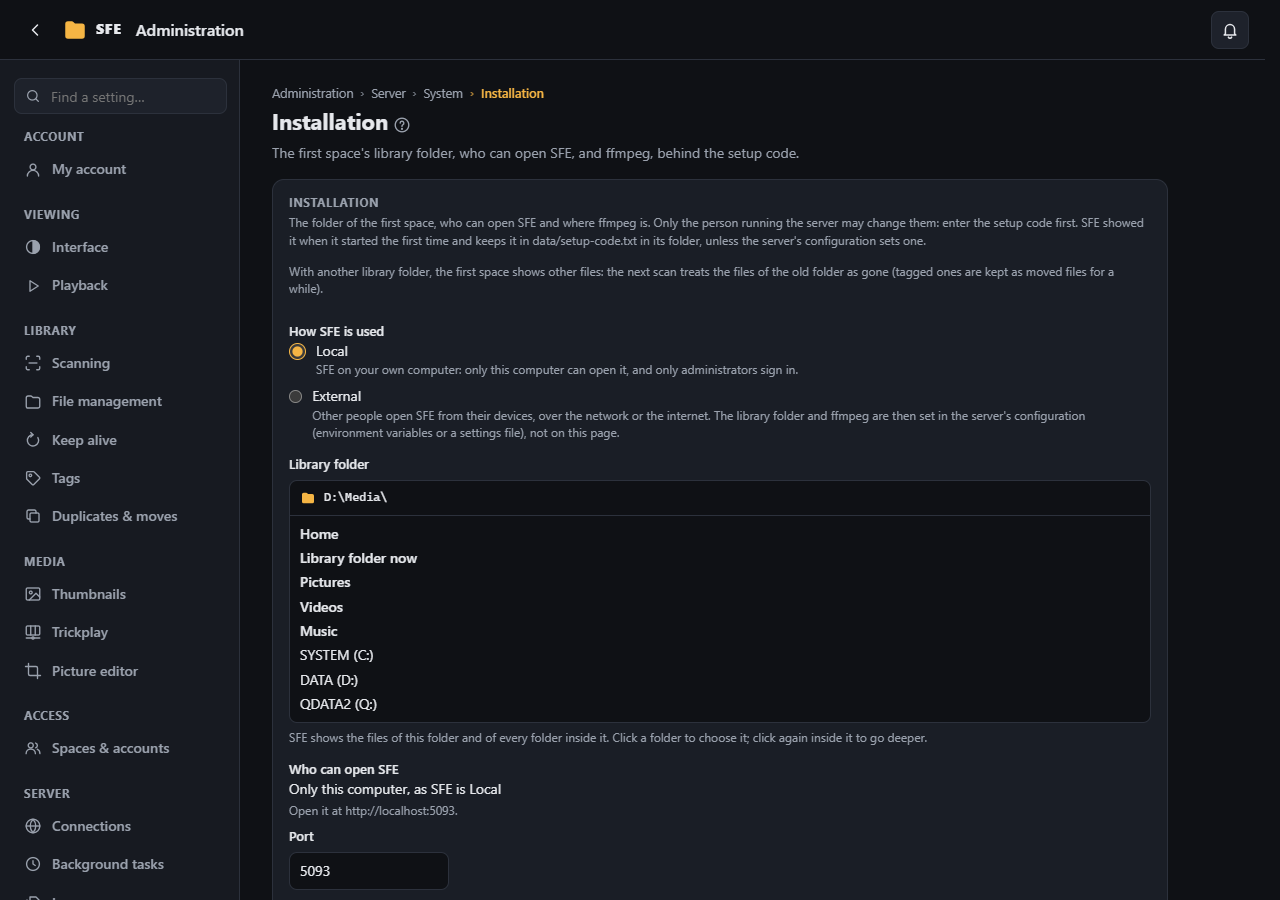 SFE Administration
Find a setting...
ACCOUNT
My account
VIEWING
Interface
Playback
LIBRARY
Scanning
File management
Keep alive
Tags
Duplicates & moves
MEDIA
Thumbnails
Trickplay
Picture editor
ACCESS
Spaces & accounts
SERVER
Connections
Background tasks
Administration › Server › System › Installation
Installation
The first space's library folder, who can open SFE, and ffmpeg, behind the setup code.
INSTALLATION
The folder of the first space, who can open SFE and where ffmpeg is. Only the person running the server may change them: enter the setup code first. SFE showed
it when it started the first time and keeps it in data/setup-code.txt in its folder, unless the server's configuration sets one.
With another library folder, the first space shows other files: the next scan treats the files of the old folder as gone (tagged ones are kept as moved files for a
while).
How SFE is used
Local
SFE on your own computer: only this computer can open it, and only administrators sign in.
External
Other people open SFE from their devices, over the network or the internet. The library folder and ffmpeg are then set in the server's configuration
(environment variables or a settings file), not on this page.
Library folder
D:\Media\
Home
Library folder now
Pictures
Videos
Music
SYSTEM (C:)
DATA (D:)
QDATA2 (Q:)
SFE shows the files of this folder and of every folder inside it. Click a folder to choose it; click again inside it to go deeper.
Who can open SFE
Only this computer, as SFE is Local
Open it at http://localhost:5093.
Port
5093